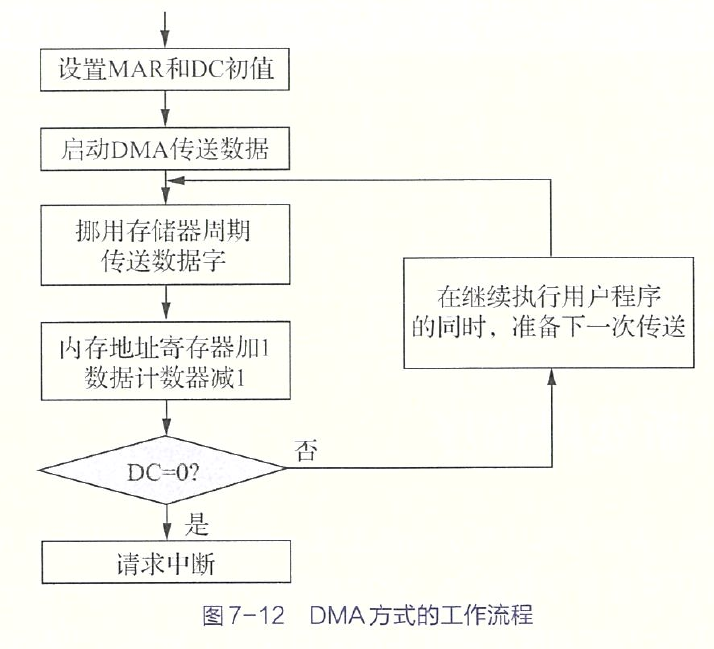 设置MAR和DC初值
启动DMA传送数据
挪用存储器周期
传送数据字
在继续执行用户程序
的同时，准备下一次传送
内存地址寄存器加1
数据计数器减1
DC=0?
否
是
请求中断
图7-12 DMA方式的工作流程